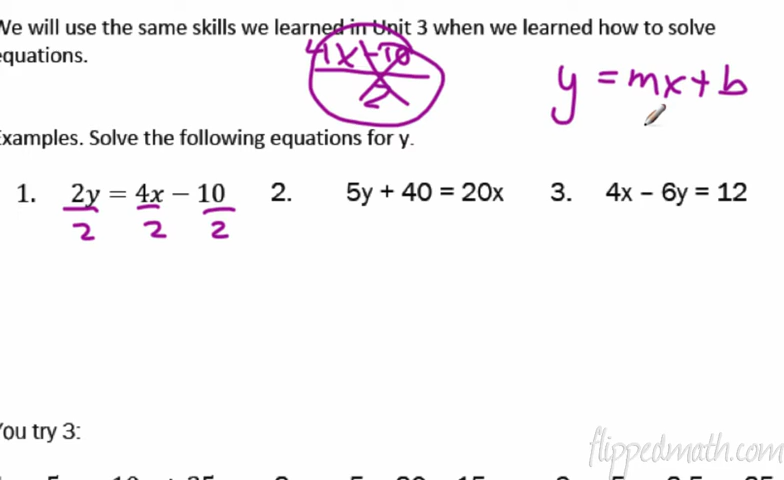 We will use the same skills we learned in Unit 3 when we learned how to solve
equations.
4x - 10
2
y = mx + b
Examples. Solve the following equations for y.
1. 2y = 4x − 10 2. 5y + 40 = 20x 3. 4x – 6y = 12
2 2 2
You try 3:
flippedmath.com